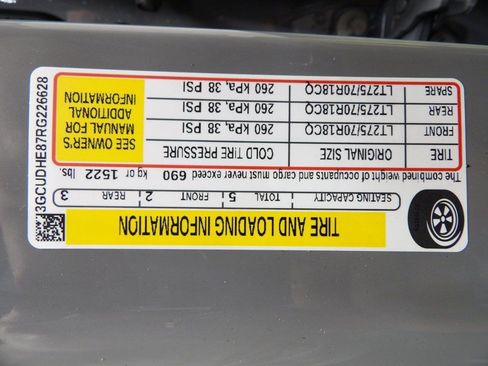 TIRE AND LOADING INFORMATION
SEATING CAPACITY TOTAL 5 FRONT 2 REAR 3
The combined weight of occupants and cargo must never exceed 690 kg or 1522 lbs.
TIRE ORIGINAL SIZE COLD TIRE PRESSURE
FRONT LT275/70R18CQ 260 kPa, 38 PSI
REAR LT275/70R18CQ 260 kPa, 38 PSI
SPARE LT275/70R18CQ 260 kPa, 38 PSI
SEE OWNER'S
MANUAL FOR
ADDITIONAL
INFORMATION
3GCUDHE87RG226628